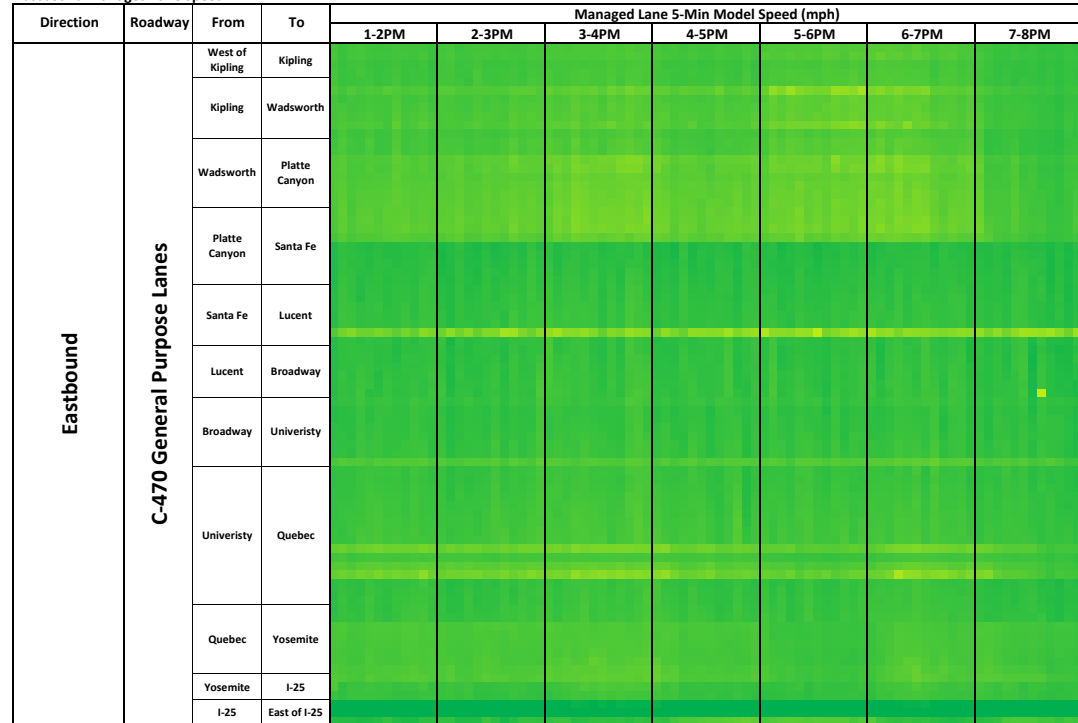 Direction Roadway From To Managed Lane 5-Min Model Speed (mph)
1-2PM 2-3PM 3-4PM 4-5PM 5-6PM 6-7PM 7-8PM
Eastbound
C-470 General Purpose Lanes
West of
Kipling
Kipling
Kipling Wadsworth
Wadsworth
Platte
Canyon
Platte
Canyon
Santa Fe
Santa Fe Lucent
Lucent Broadway
Broadway Univeristy
Univeristy Quebec
Quebec Yosemite
Yosemite I-25
I-25 East of I-25